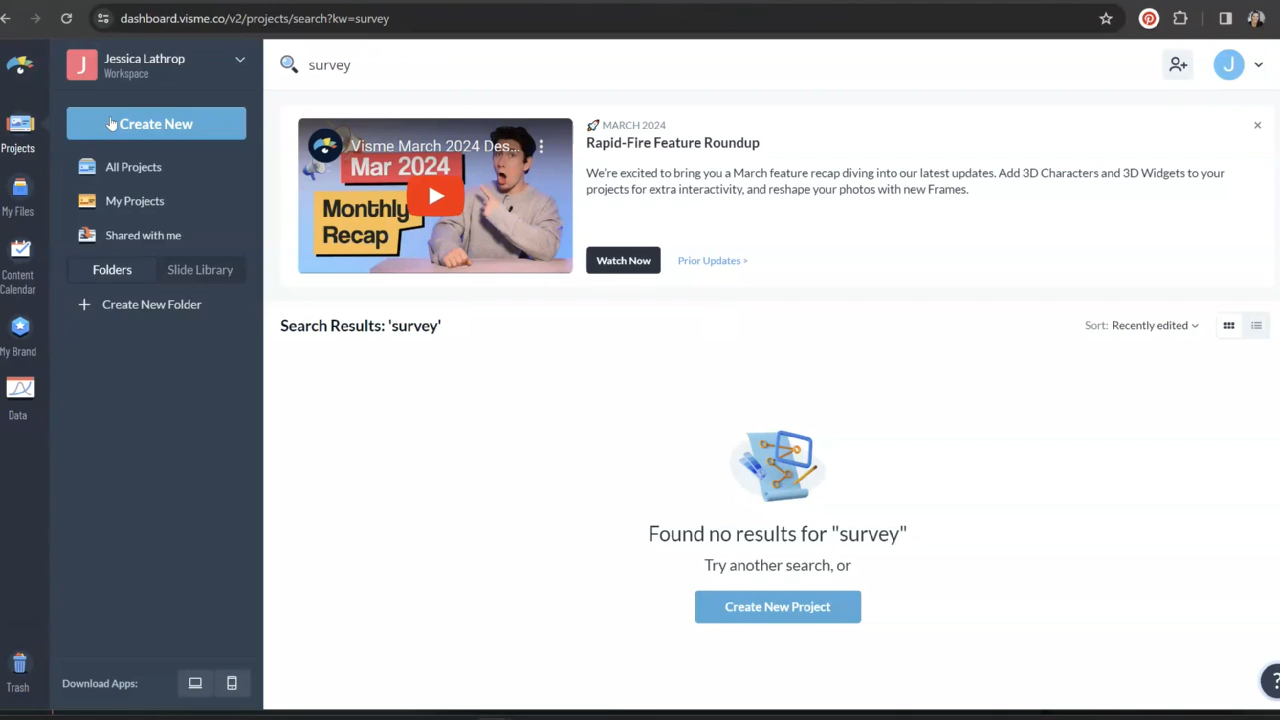 dashboard.visme.co/v2/projects/search?kw=survey
J
Jessica Lathrop
Workspace
survey
J
Create New
Projects
All Projects
My Projects
My Files
Shared with me
Folders
Slide Library
Content
Calendar
Create New Folder
My Brand
Data
Trash
Download Apps:
Visme March 2024 Des...
Mar 2024
Monthly
Recap
MARCH 2024
Rapid-Fire Feature Roundup
We're excited to bring you a March feature recap diving into our latest updates. Add 3D Characters and 3D Widgets to your
projects for extra interactivity, and reshape your photos with new Frames.
Watch Now
Prior Updates >
Search Results: 'survey'
Sort: Recently edited
Found no results for "survey"
Try another search, or
Create New Project
?